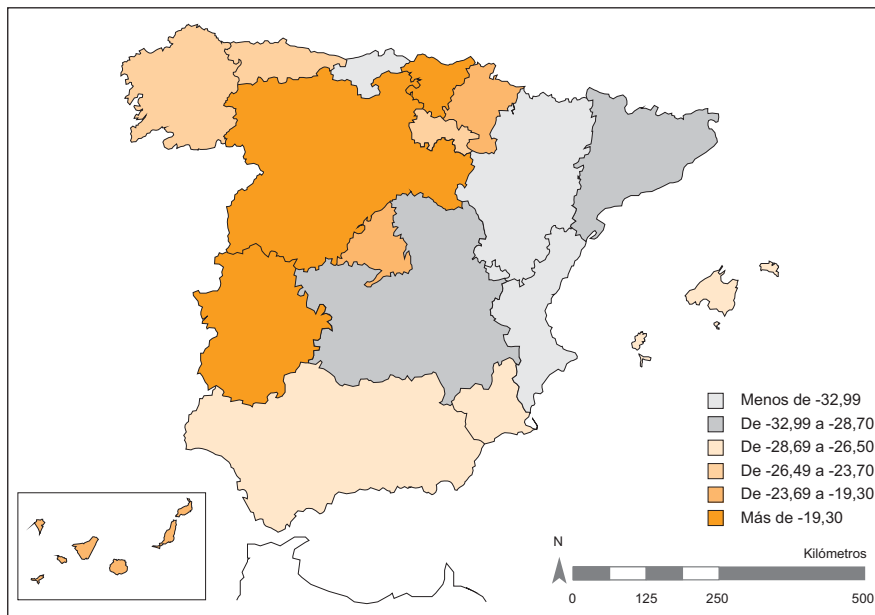 Menos de -32,99
De -32,99 a -28,70
De -28,69 a -26,50
De -26,49 a -23,70
De -23,69 a -19,30
Más de -19,30
N
Kilómetros
0 125 250 500